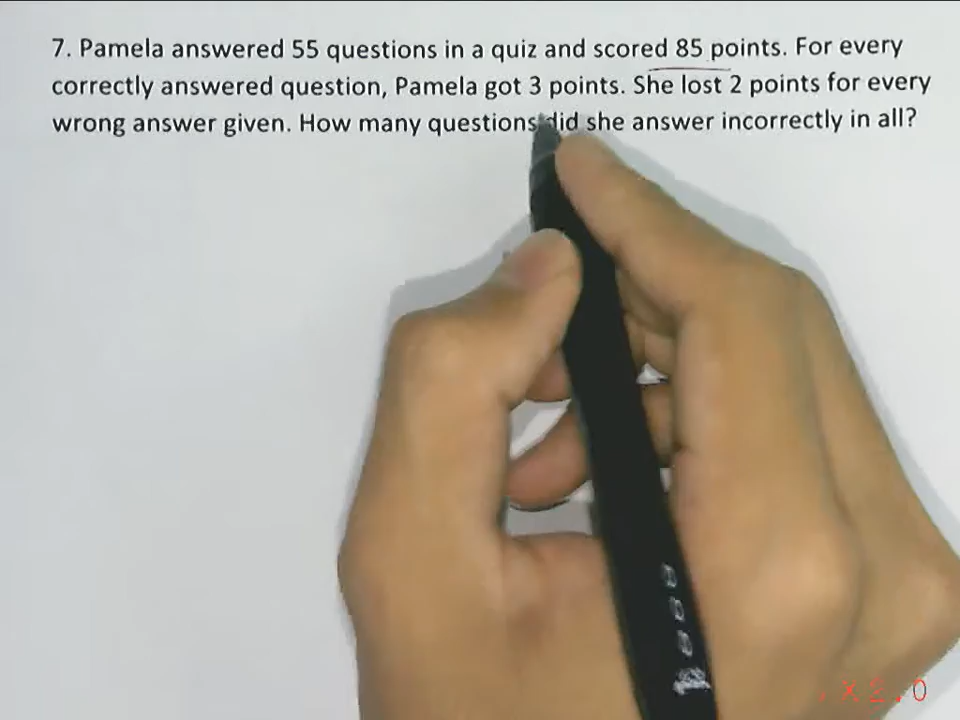 7. Pamela answered 55 questions in a quiz and scored 85 points. For every
correctly answered question, Pamela got 3 points. She lost 2 points for every
wrong answer given. How many questions did she answer incorrectly in all?